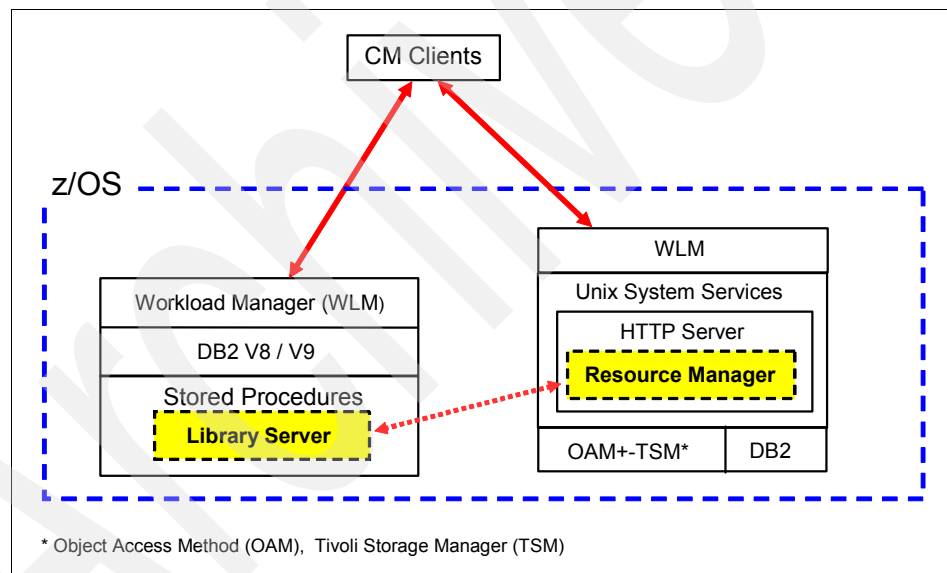 CM Clients
z/OS
Workload Manager (WLM)
DB2 V8 / V9
Stored Procedures
Library Server
WLM
Unix System Services
HTTP Server
Resource Manager
OAM+-TSM*
DB2
* Object Access Method (OAM), Tivoli Storage Manager (TSM)